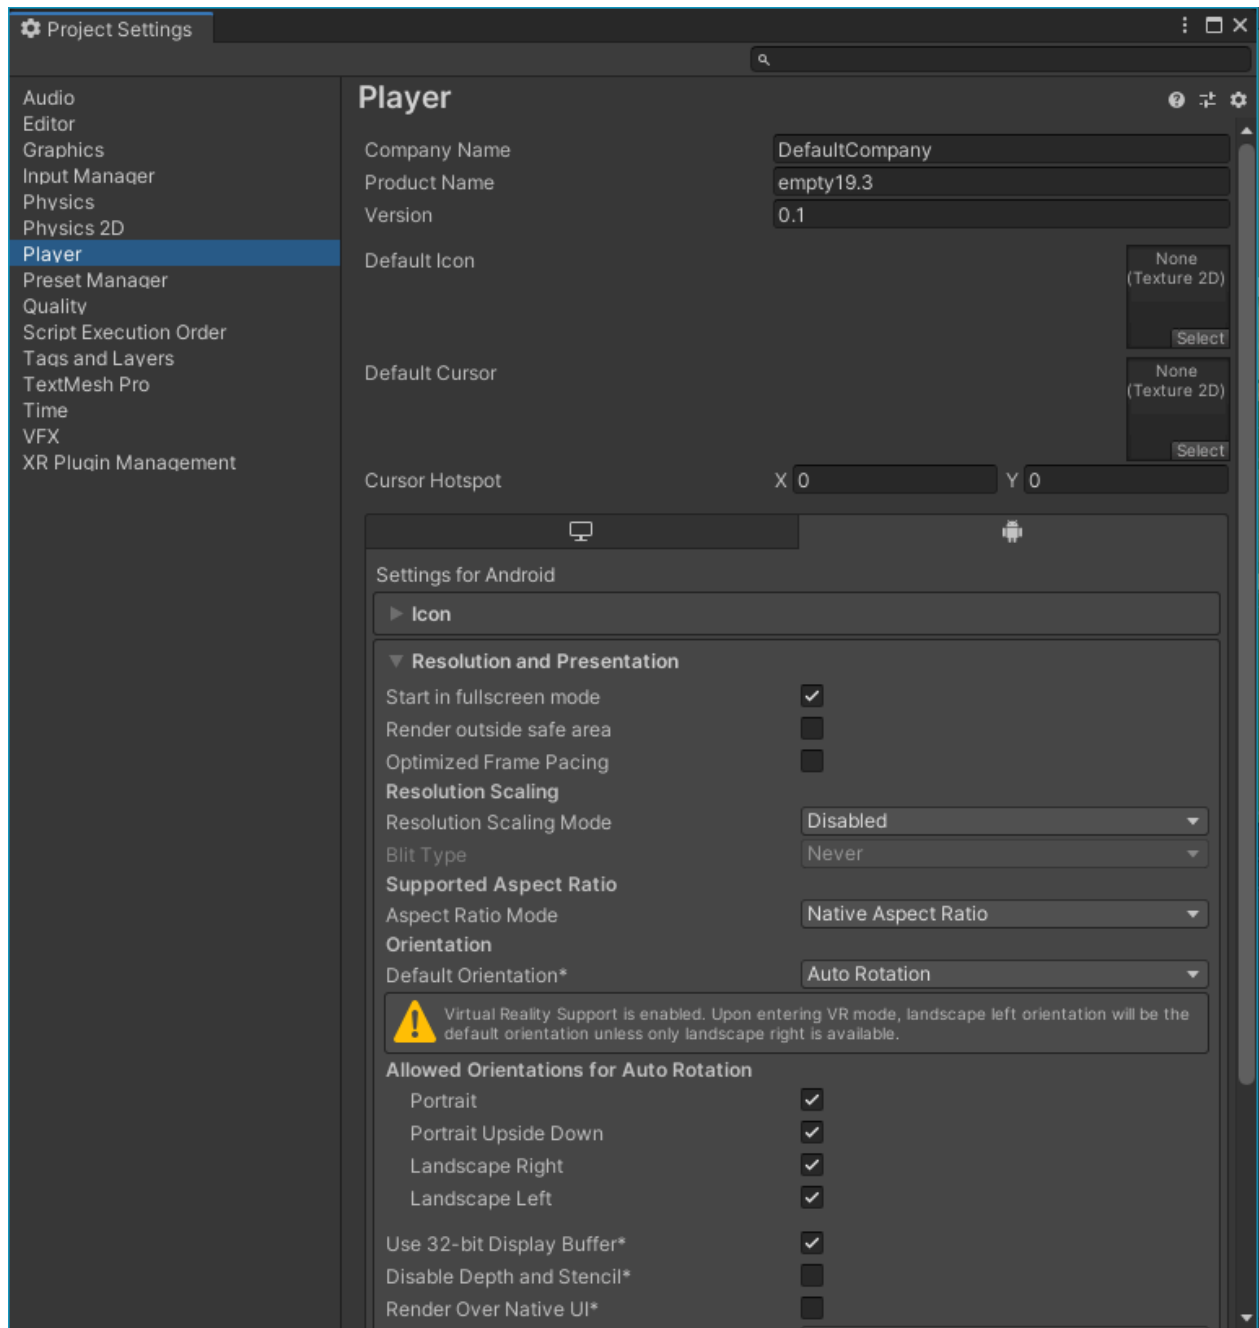 Project Settings
Audio
Editor
Graphics
Input Manager
Physics
Physics 2D
Player
Preset Manager
Quality
Script Execution Order
Tags and Layers
TextMesh Pro
Time
VFX
XR Plugin Management
Player
Company Name DefaultCompany
Product Name empty19.3
Version 0.1
Default Icon
None
(Texture 2D)
Select
Default Cursor
None
(Texture 2D)
Select
Cursor Hotspot X 0 Y 0
Settings for Android
Icon
Resolution and Presentation
Start in fullscreen mode
Render outside safe area
Optimized Frame Pacing
Resolution Scaling
Resolution Scaling Mode Disabled
Blit Type Never
Supported Aspect Ratio
Aspect Ratio Mode Native Aspect Ratio
Orientation
Default Orientation* Auto Rotation
Virtual Reality Support is enabled. Upon entering VR mode, landscape left orientation will be the
default orientation unless only landscape right is available.
Allowed Orientations for Auto Rotation
Portrait
Portrait Upside Down
Landscape Right
Landscape Left
Use 32-bit Display Buffer*
Disable Depth and Stencil*
Render Over Native UI*